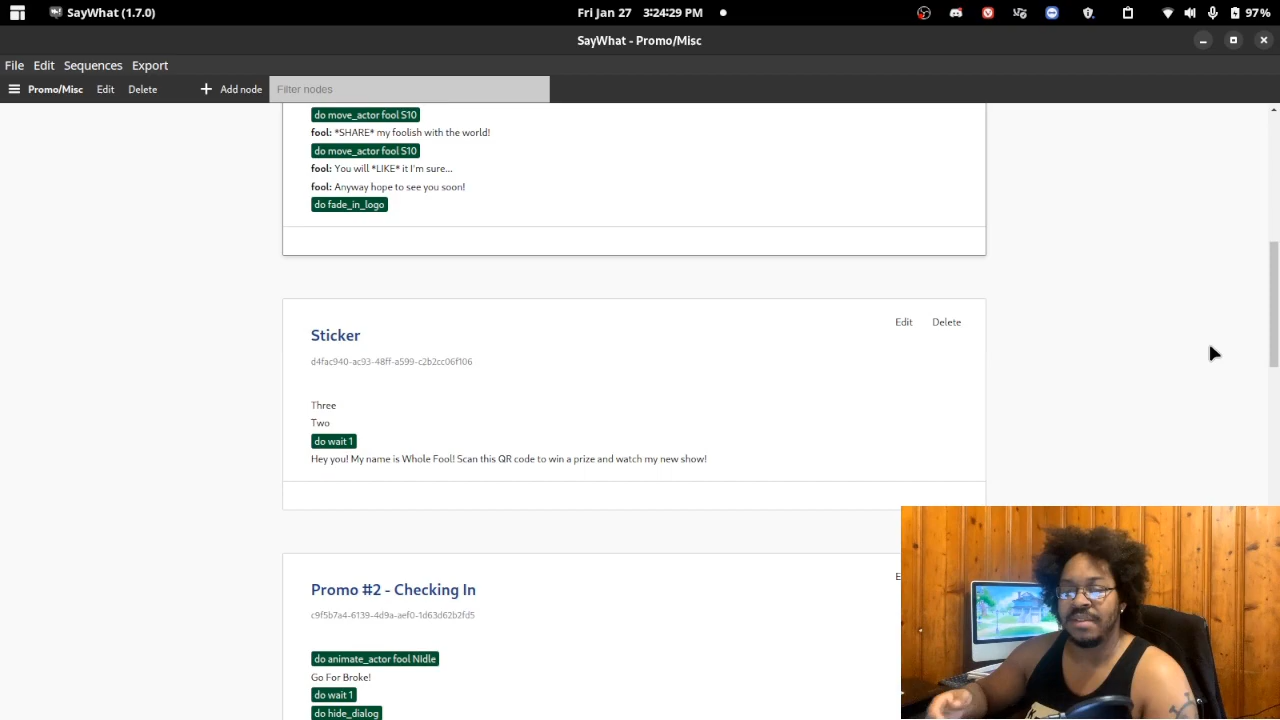 SayWhat (1.7.0)
Fri Jan 27 3:24:29 PM
97%
SayWhat - Promo/Misc
File Edit Sequences Export
Promo/Misc Edit Delete Add node Filter nodes
do move_actor fool S10
fool: *SHARE* my foolish with the world!
do move_actor fool S10
fool: You will *LIKE* it I'm sure...
fool: Anyway hope to see you soon!
do fade_in_logo
Edit Delete
Sticker
d4fac940-ac93-48ff-a599-c2b2cc06f106
Three
Two
do wait 1
Hey you! My name is Whole Fool! Scan this QR code to win a prize and watch my new show!
Promo #2 - Checking In
c9f5b7a4-6139-4d9a-aef0-1d63d62b2fd5
do animate_actor fool NIdle
Go For Broke!
do wait 1
do hide_dialog